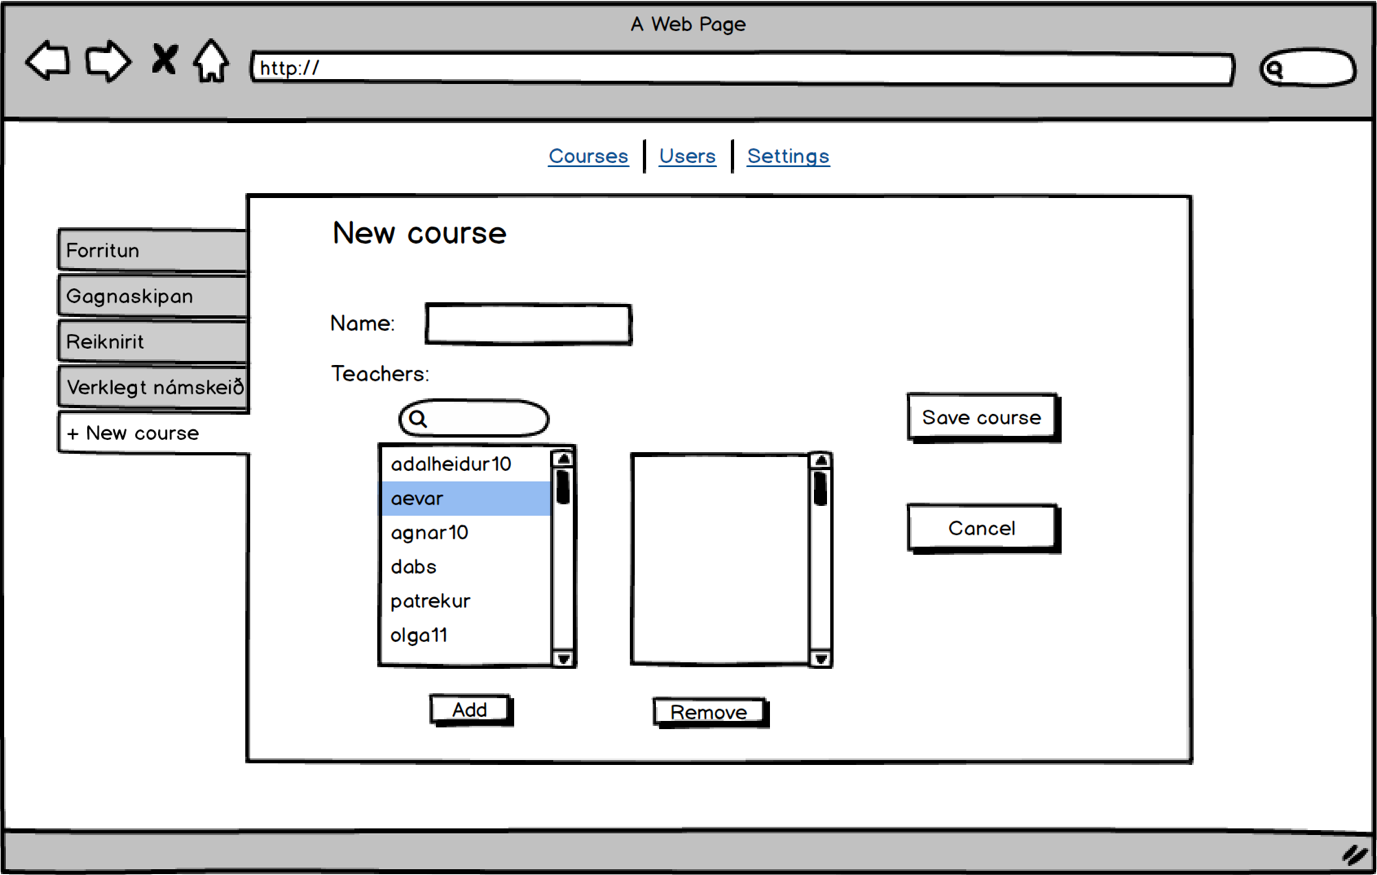 A Web Page
http://
Courses Users Settings
New course
Forritun
Gagnaskipan
Reiknirit
Verklegt námskeið
+ New course
Name:
Teachers:
adalheidur10
aevar
agnar10
dabs
patrekur
olga11
Add
Remove
Save course
Cancel